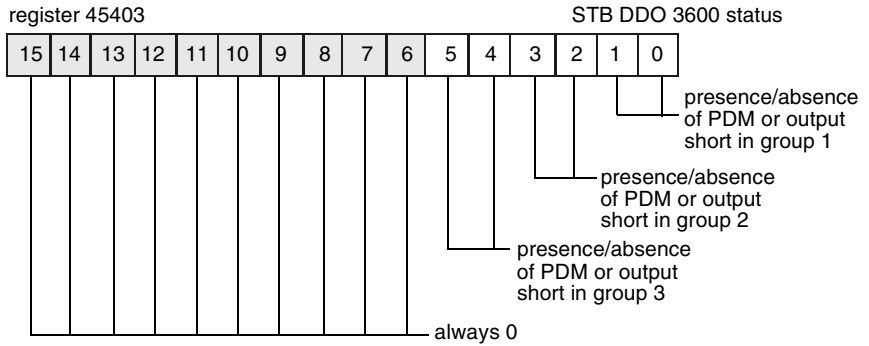 register 45403
STB DDO 3600 status
15 14 13 12 11 10 9 8 7 6 5 4 3 2 1 0
presence/absence
of PDM or output
short in group 1
presence/absence
of PDM or output
short in group 2
presence/absence
of PDM or output
short in group 3
always 0